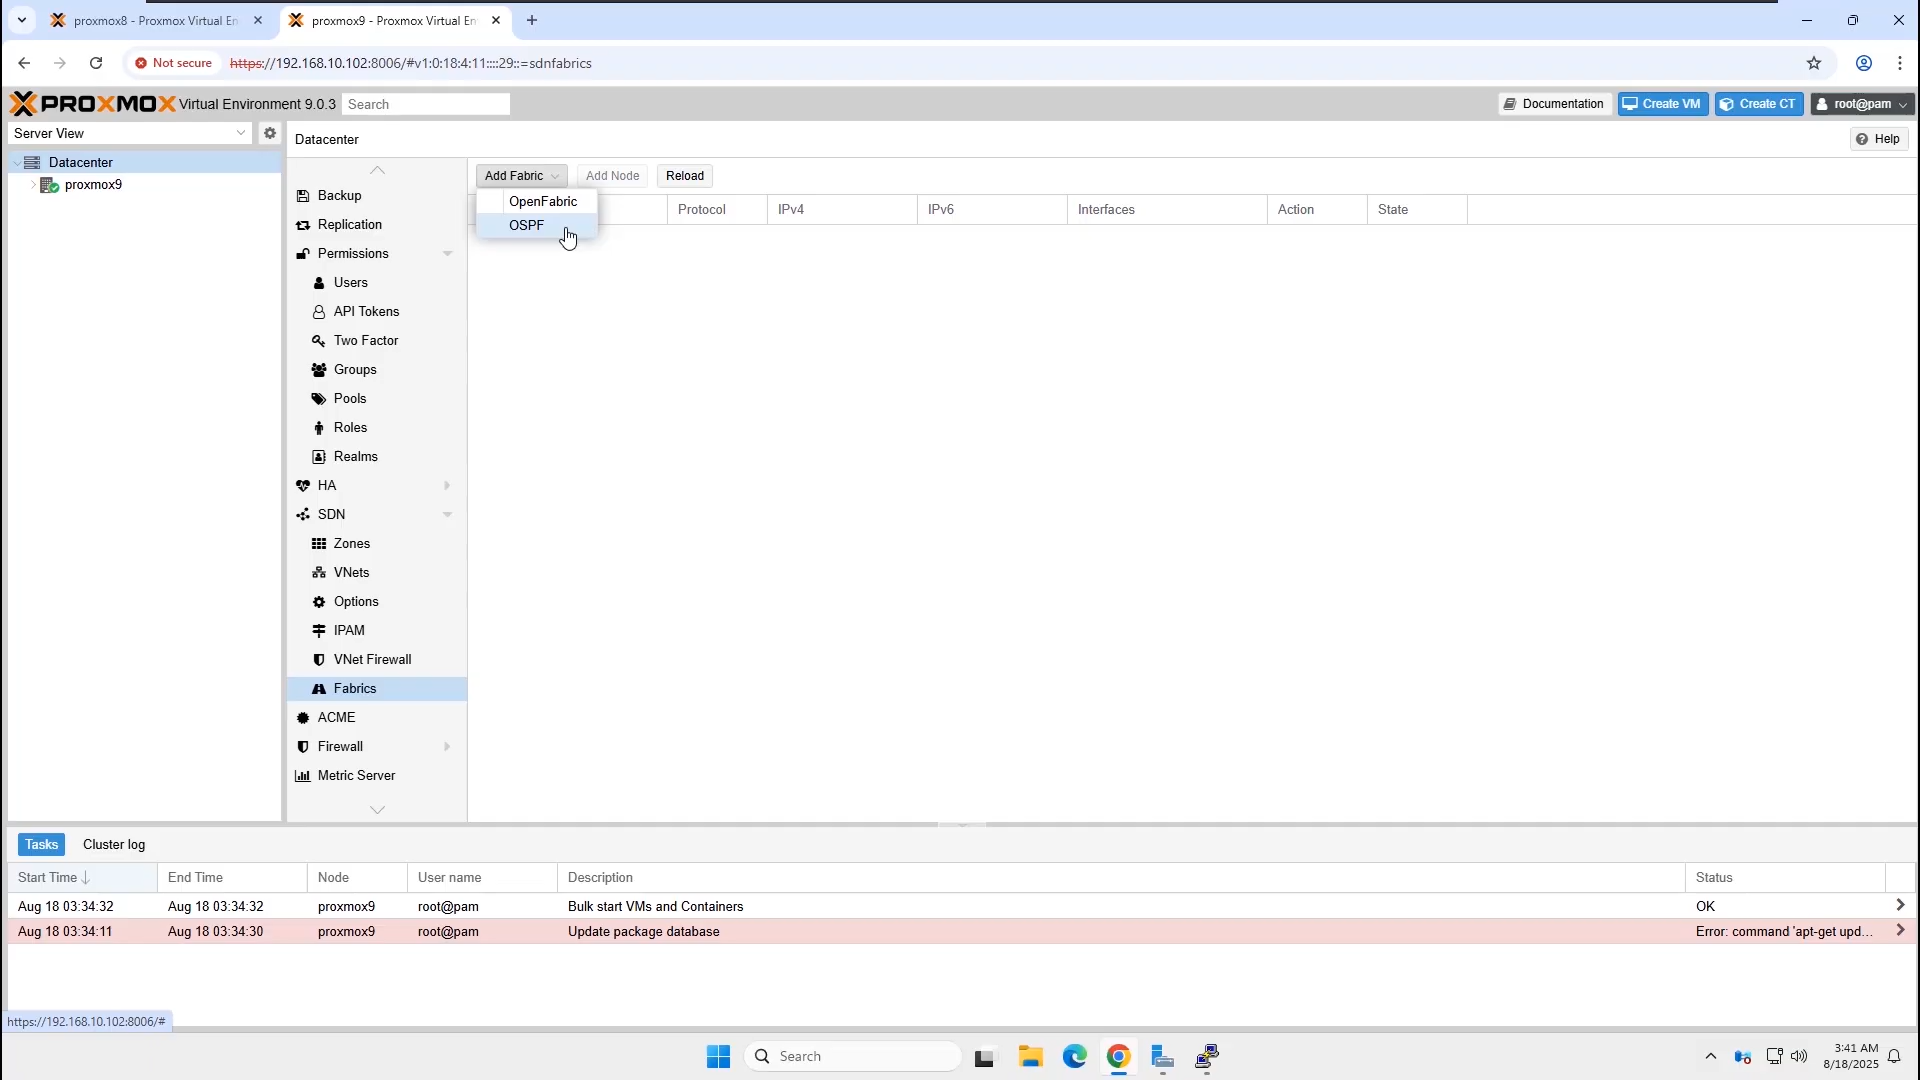 proxmox8 - Proxmox Virtual En
proxmox9 - Proxmox Virtual En
Not secure
https://192.168.10.102:8006/#v1:0:18:4:11::::29::=sdnfabrics
PROXMOX Virtual Environment 9.0.3
Search
Documentation
Create VM
Create CT
root@pam
Server View
Datacenter
Help
Datacenter
proxmox9
Backup
Replication
Permissions
Users
API Tokens
Two Factor
Groups
Pools
Roles
Realms
HA
SDN
Zones
VNets
Options
IPAM
VNet Firewall
Fabrics
ACME
Firewall
Metric Server
Add Fabric
Add Node
Reload
OpenFabric
OSPF
Protocol
IPv4
IPv6
Interfaces
Action
State
Tasks
Cluster log
Start Time
End Time
Node
User name
Description
Status
Aug 18 03:34:32
Aug 18 03:34:32
proxmox9
root@pam
Bulk start VMs and Containers
OK
Aug 18 03:34:11
Aug 18 03:34:30
proxmox9
root@pam
Update package database
Error: command 'apt-get upd...
https://192.168.10.102:8006/#
Search
3:41 AM
8/18/2025